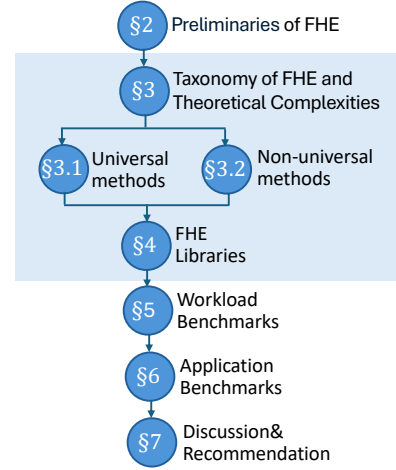 §2 Preliminaries of FHE
§3 Taxonomy of FHE and
Theoretical Complexities
§3.1 Universal
methods
§3.2 Non-universal
methods
§4 FHE
Libraries
§5 Workload
Benchmarks
§6 Application
Benchmarks
§7 Discussion&
Recommendation